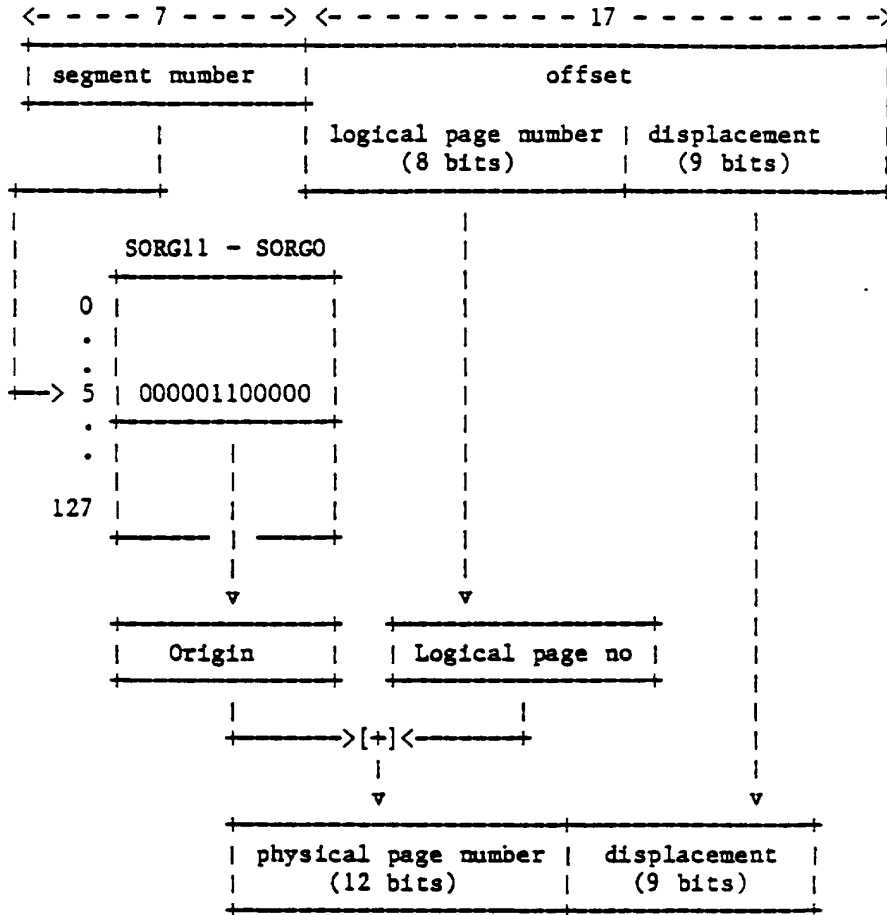 7 17
segment number offset
logical page number displacement
(8 bits) (9 bits)
SORG11 - SORG0
0
.
.
5 000001100000
.
.
127
Origin Logical page no
[+]
physical page number displacement
(12 bits) (9 bits)